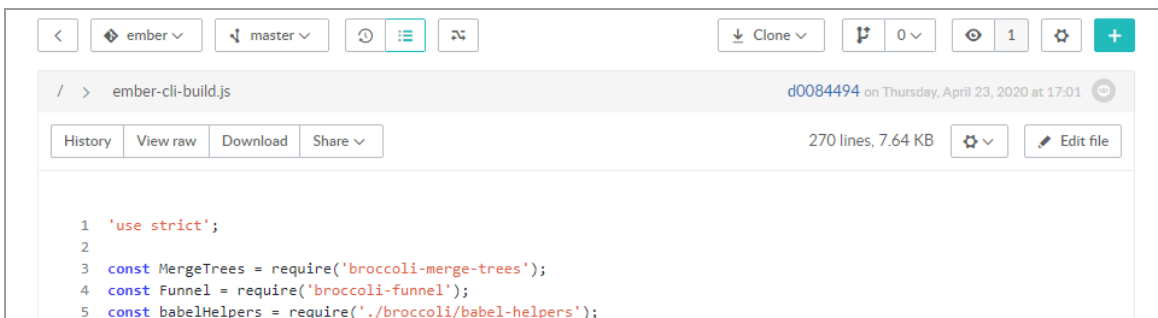 ember master Clone 0 1
/ > ember-cli-build.js d0084494 on Thursday, April 23, 2020 at 17:01
History View raw Download Share 270 lines, 7.64 KB Edit file
1 'use strict';
2
3 const MergeTrees = require('broccoli-merge-trees');
4 const Funnel = require('broccoli-funnel');
5 const babelHelpers = require('./broccoli/babel-helpers');